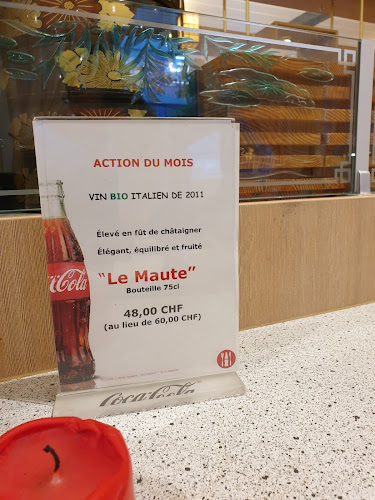 ACTION DU MOIS
VIN BIO ITALIEN DE 2011
Élevé en fût de châtaigner
Élégant, équilibré et fruité
"Le Maute"
Bouteille 75cl
48,00 CHF
(au lieu de 60,00 CHF)
Coca-Cola
Coca-Cola